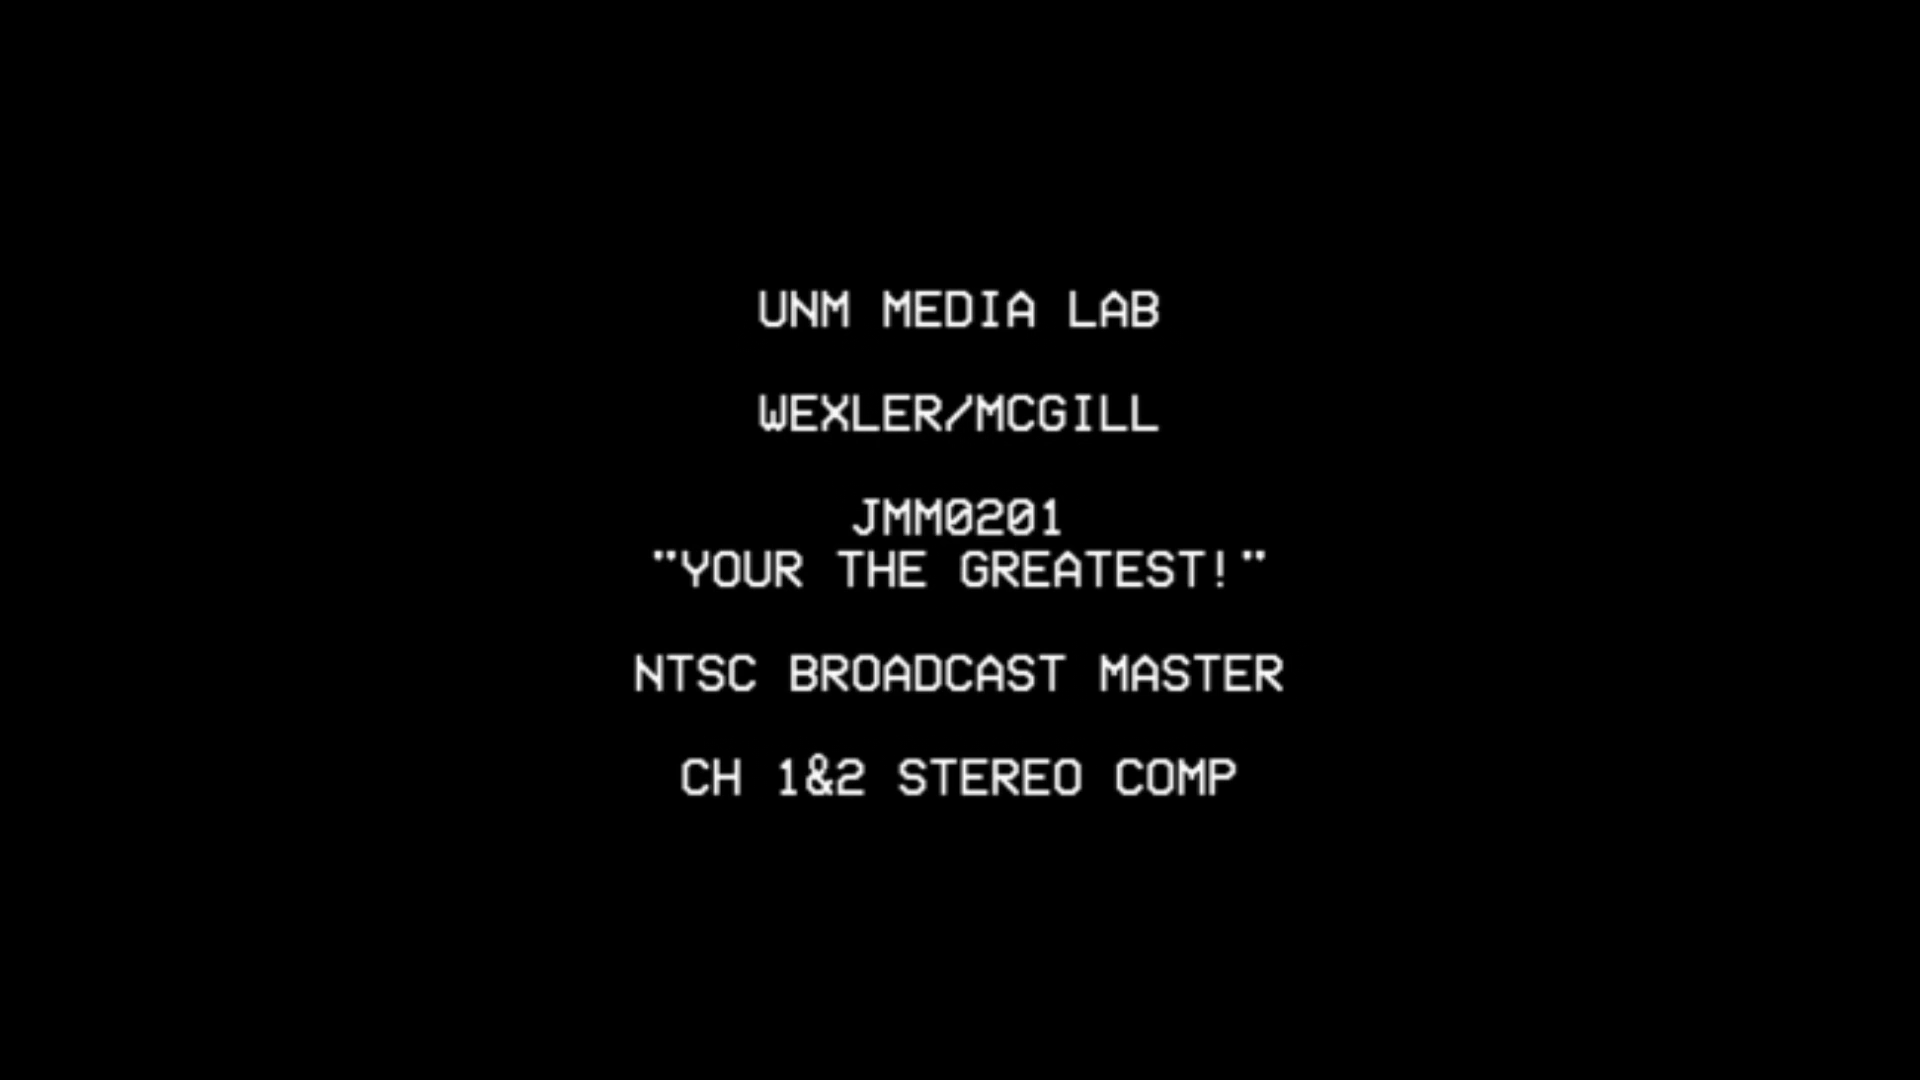 UNM MEDIA LAB
WEXLER/MCGILL
JMM0201
"YOUR THE GREATEST!"
NTSC BROADCAST MASTER
CH 1&2 STEREO COMP